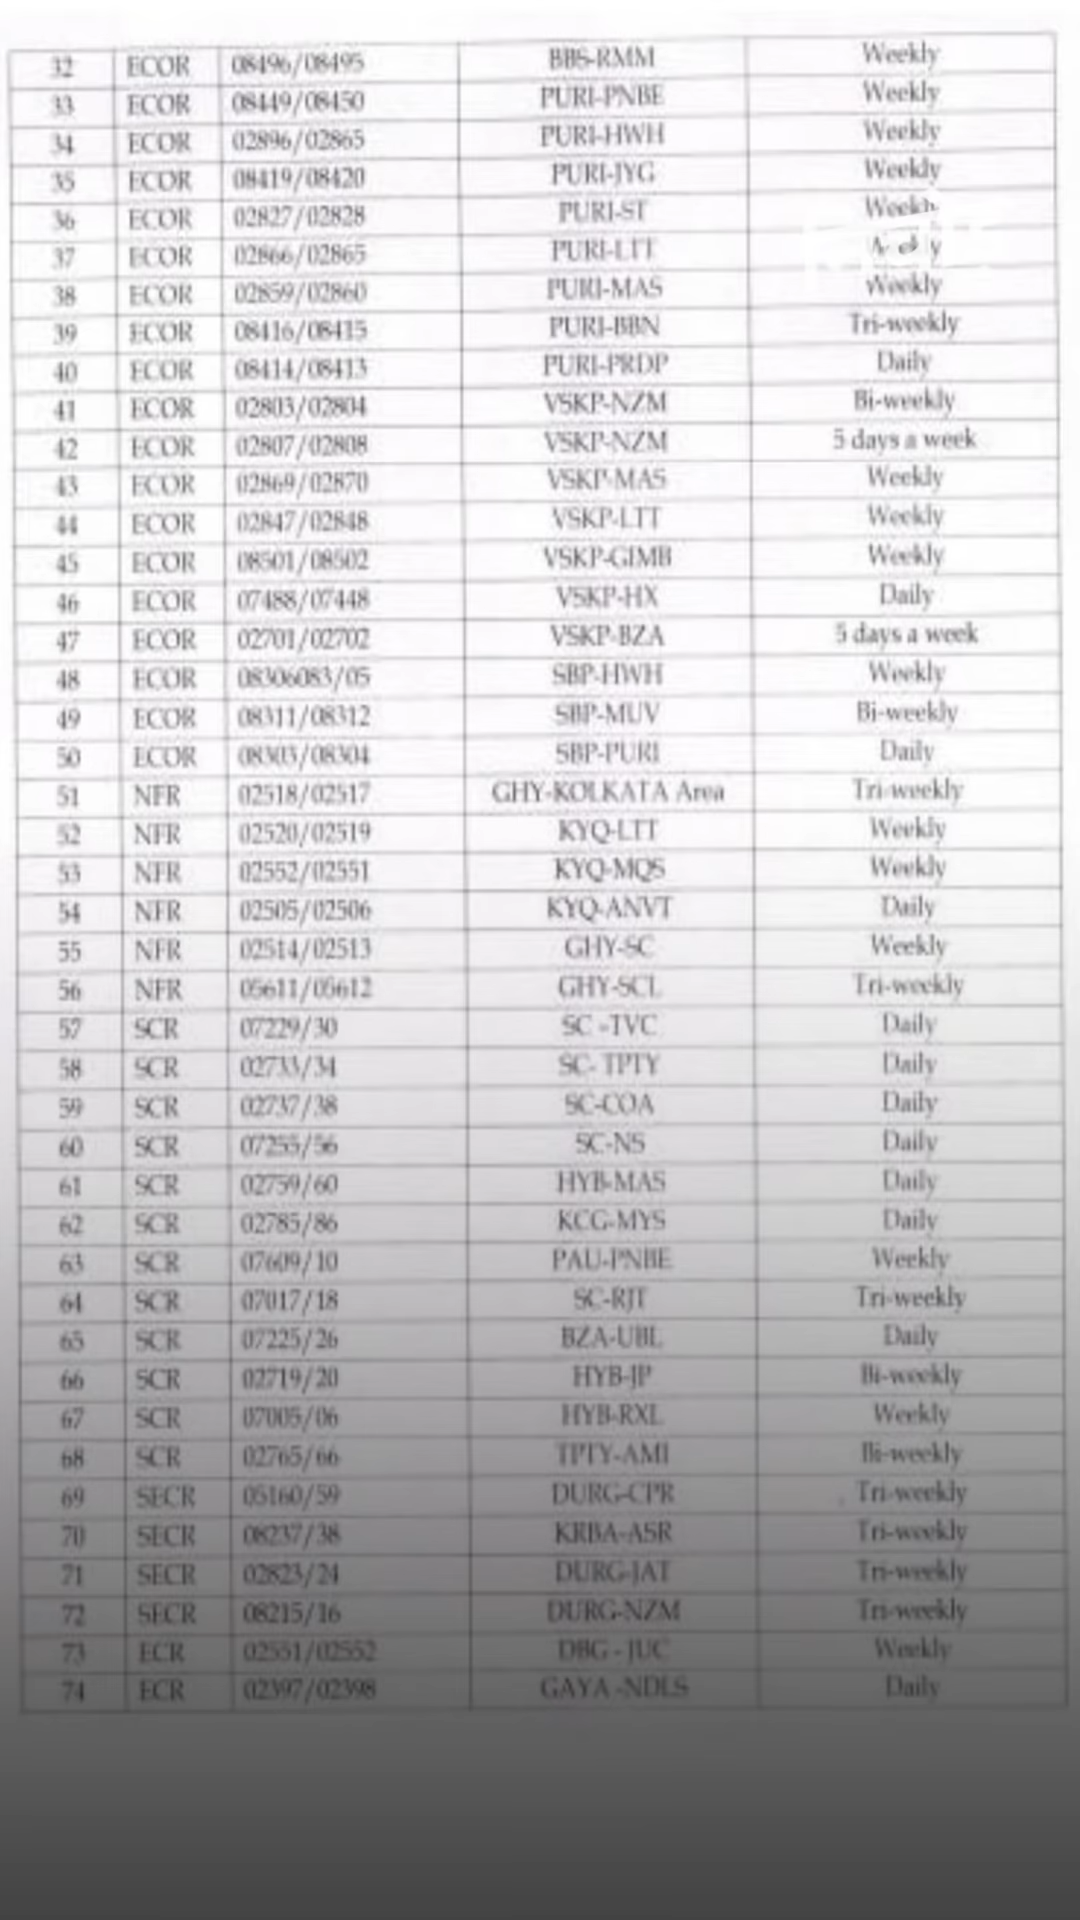 32 ECOR 08496/08495 BBS-RMM Weekly
33 ECOR 08449/08450 PURI-PNBE Weekly
34 ECOR 02896/02865 PURI-HWH Weekly
35 ECOR 08419/08420 PURI-JYG Weekly
36 ECOR 02827/02828 PURI-ST Weekly
37 ECOR 02866/02865 PURI-LTT
38 ECOR 02859/02860 PURI-MAS Weekly
39 ECOR 08416/08415 PURI-BBN Tri-weekly
40 ECOR 08414/08413 PURI-PRDP Daily
41 ECOR 02803/02804 VSKP-NZM Bi-weekly
42 ECOR 02807/02808 VSKP-NZM 5 days a week
43 ECOR 02869/02870 VSKP-MAS Weekly
44 ECOR 02847/02848 VSKP-LTT Weekly
45 ECOR 08501/08502 VSKP-GIMB Weekly
46 ECOR 07488/07448 VSKP-HX Daily
47 ECOR 02701/02702 VSKP-BZA 5 days a week
48 ECOR 08306083/05 SBP-HWH Weekly
49 ECOR 08311/08312 SBP-MUV Bi-weekly
50 ECOR 08303/08304 SBP-PURI Daily
51 NFR 02518/02517 GHY-KOLKATA Area Tri-weekly
52 NFR 02520/02519 KYQ-LTT Weekly
53 NFR 02552/02551 KYQ-MQS Weekly
54 NFR 02505/02506 KYQ-ANVT Daily
55 NFR 02514/02513 GHY-SC Weekly
56 NFR 05611/05612 GHY-SCL Tri-weekly
57 SCR 07229/30 SC -TVC Daily
58 SCR 02733/34 SC- TPTY Daily
59 SCR 02737/38 SC-COA Daily
60 SCR 07255/56 SC-NS Daily
61 SCR 02759/60 HYB-MAS Daily
62 SCR 02785/86 KCG-MYS Daily
63 SCR 07609/10 PAU-PNBE Weekly
64 SCR 07017/18 SC-RJT Tri-weekly
65 SCR 07225/26 BZA-UBL Daily
66 SCR 02719/20 HYB-JP Bi-weekly
67 SCR 07005/06 HYB-RXL Weekly
68 SCR 02765/66 TPTY-AMI Bi-weekly
69 SECR 05160/59 DURG-CPR Tri-weekly
70 SECR 08237/38 KRBA-ASR Tri-weekly
71 SECR 02823/24 DURG-JAT Tri-weekly
72 SECR 08215/16 DURG-NZM Tri-weekly
73 ECR 02551/02552 DBG - JUC Weekly
74 ECR 02397/02398 GAYA -NDLS Daily